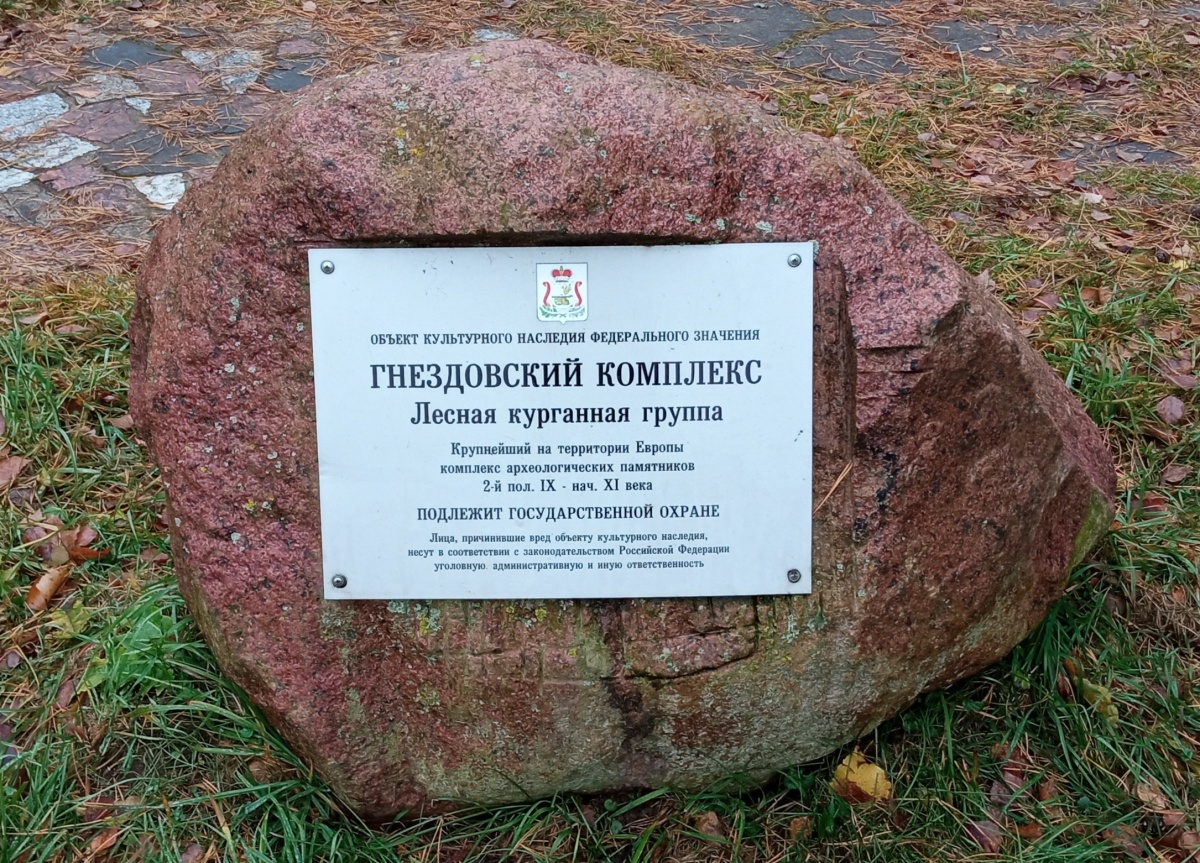 ОБЪЕКТ КУЛЬТУРНОГО НАСЛЕДИЯ ФЕДЕРАЛЬНОГО ЗНАЧЕНИЯ
ГНЕЗДОВСКИЙ КОМПЛЕКС
Лесная курганная группа
Крупнейший на территории Европы
комплекс археологических памятников
2-й пол. IX - нач. XI века
ПОДЛЕЖИТ ГОСУДАРСТВЕННОЙ ОХРАНЕ
Лица, причинившие вред объекту культурного наследия,
несут в соответствии с законодательством Российской Федерации
уголовную, административную и иную ответственность